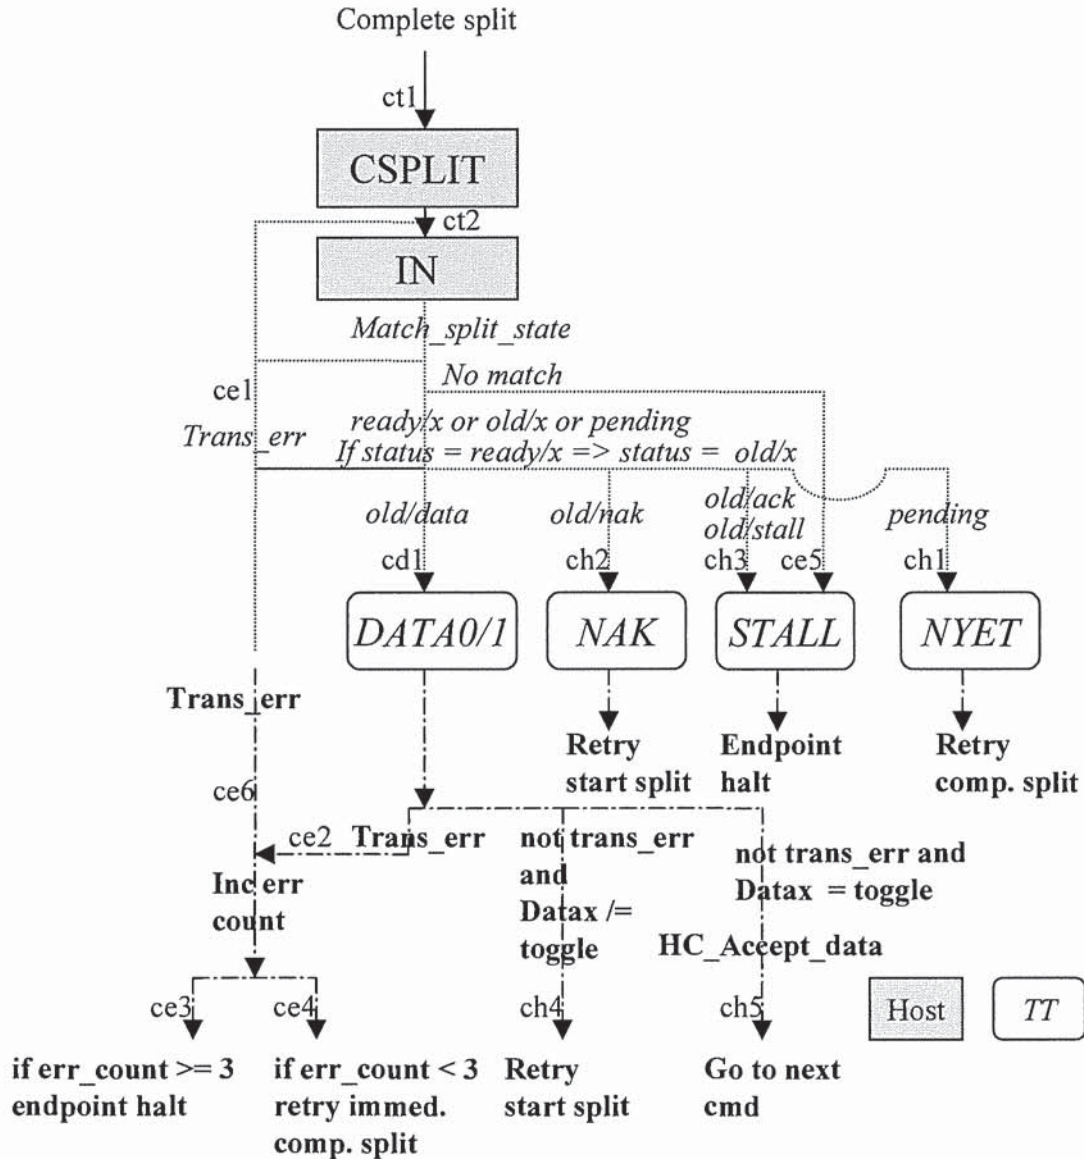 Complete split
ct1
CSPLIT
ct2
IN
Match_split_state
ce1
No match
Trans_err
ready/x or old/x or pending
If status = ready/x => status = old/x
old/data
old/nak
old/ack
old/stall
pending
cd1
ch2
ch3
ce5
ch1
DATA0/1
NAK
STALL
NYET
Trans_err
Retry
start split
Endpoint
halt
Retry
comp. split
ce6
ce2
Trans_err
not trans_err
and
Datax /=
toggle
not trans_err and
Datax = toggle
Inc err
count
HC_Accept_data
ce3
ce4
ch4
ch5
Host
TT
if err_count >= 3
endpoint halt
if err_count < 3
retry immed.
comp. split
Retry
start split
Go to next
cmd